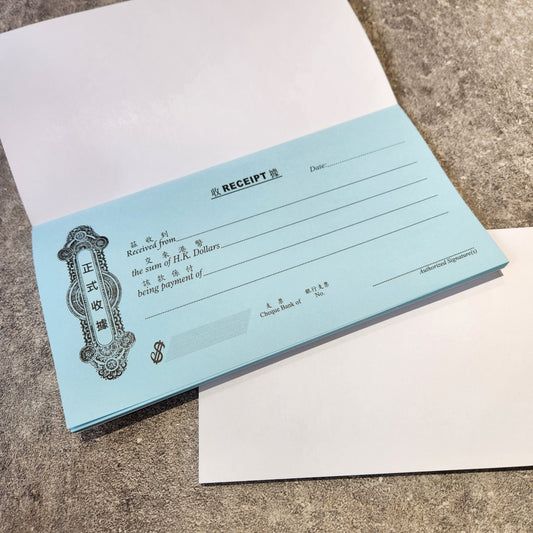 收 RECEIPT 據
Date:
茲 收 到
Received from
交 來 港 幣
the sum of H.K. Dollars
該 款 係 付
being payment of
正式收據
$
支 票
Cheque Bank of
銀行支票
No.
Authorized Signature(s)